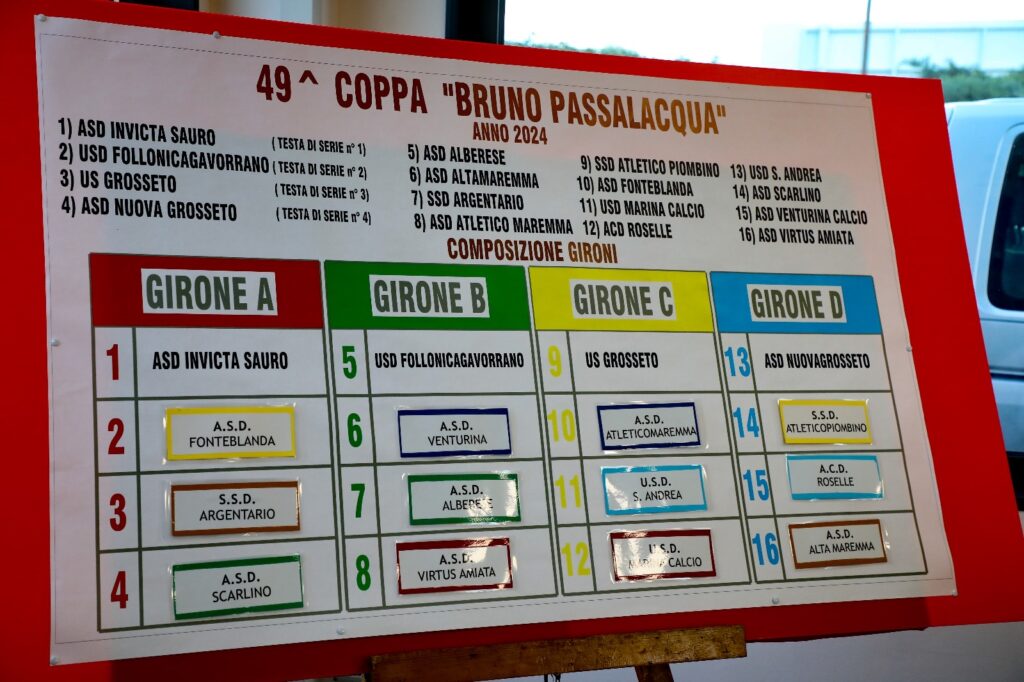 49^ COPPA "BRUNO PASSALACQUA"
ANNO 2024
1) ASD INVICTA SAURO (TESTA DI SERIE n° 1)
2) USD FOLLONICAGAVORRANO (TESTA DI SERIE n° 2)
3) US GROSSETO (TESTA DI SERIE n° 3)
4) ASD NUOVA GROSSETO (TESTA DI SERIE n° 4)
5) ASD ALBERESE
6) ASD ALTAMAREMMA
7) SSD ARGENTARIO
8) ASD ATLETICO MAREMMA
9) SSD ATLETICO PIOMBINO
10) ASD FONTEBLANDA
11) USD MARINA CALCIO
12) ACD ROSELLE
13) USD S. ANDREA
14) ASD SCARLINO
15) ASD VENTURINA CALCIO
16) ASD VIRTUS AMIATA
COMPOSIZIONE GIRONI
GIRONE A
1 ASD INVICTA SAURO
2 A.S.D.
FONTEBLANDA
3 S.S.D.
ARGENTARIO
4 A.S.D.
SCARLINO
GIRONE B
5 USD FOLLONICAGAVORRANO
6 A.S.D.
VENTURINA
7 A.S.D.
ALBERESE
8 A.S.D.
VIRTUS AMIATA
GIRONE C
9 US GROSSETO
10 A.S.D.
ATLETICOMAREMMA
11 U.S.D.
S. ANDREA
12 U.S.D.
MARINA CALCIO
GIRONE D
13 ASD NUOVAGROSSETO
14 S.S.D.
ATLETICOPIOMBINO
15 A.C.D.
ROSELLE
16 A.S.D.
ALTA MAREMMA